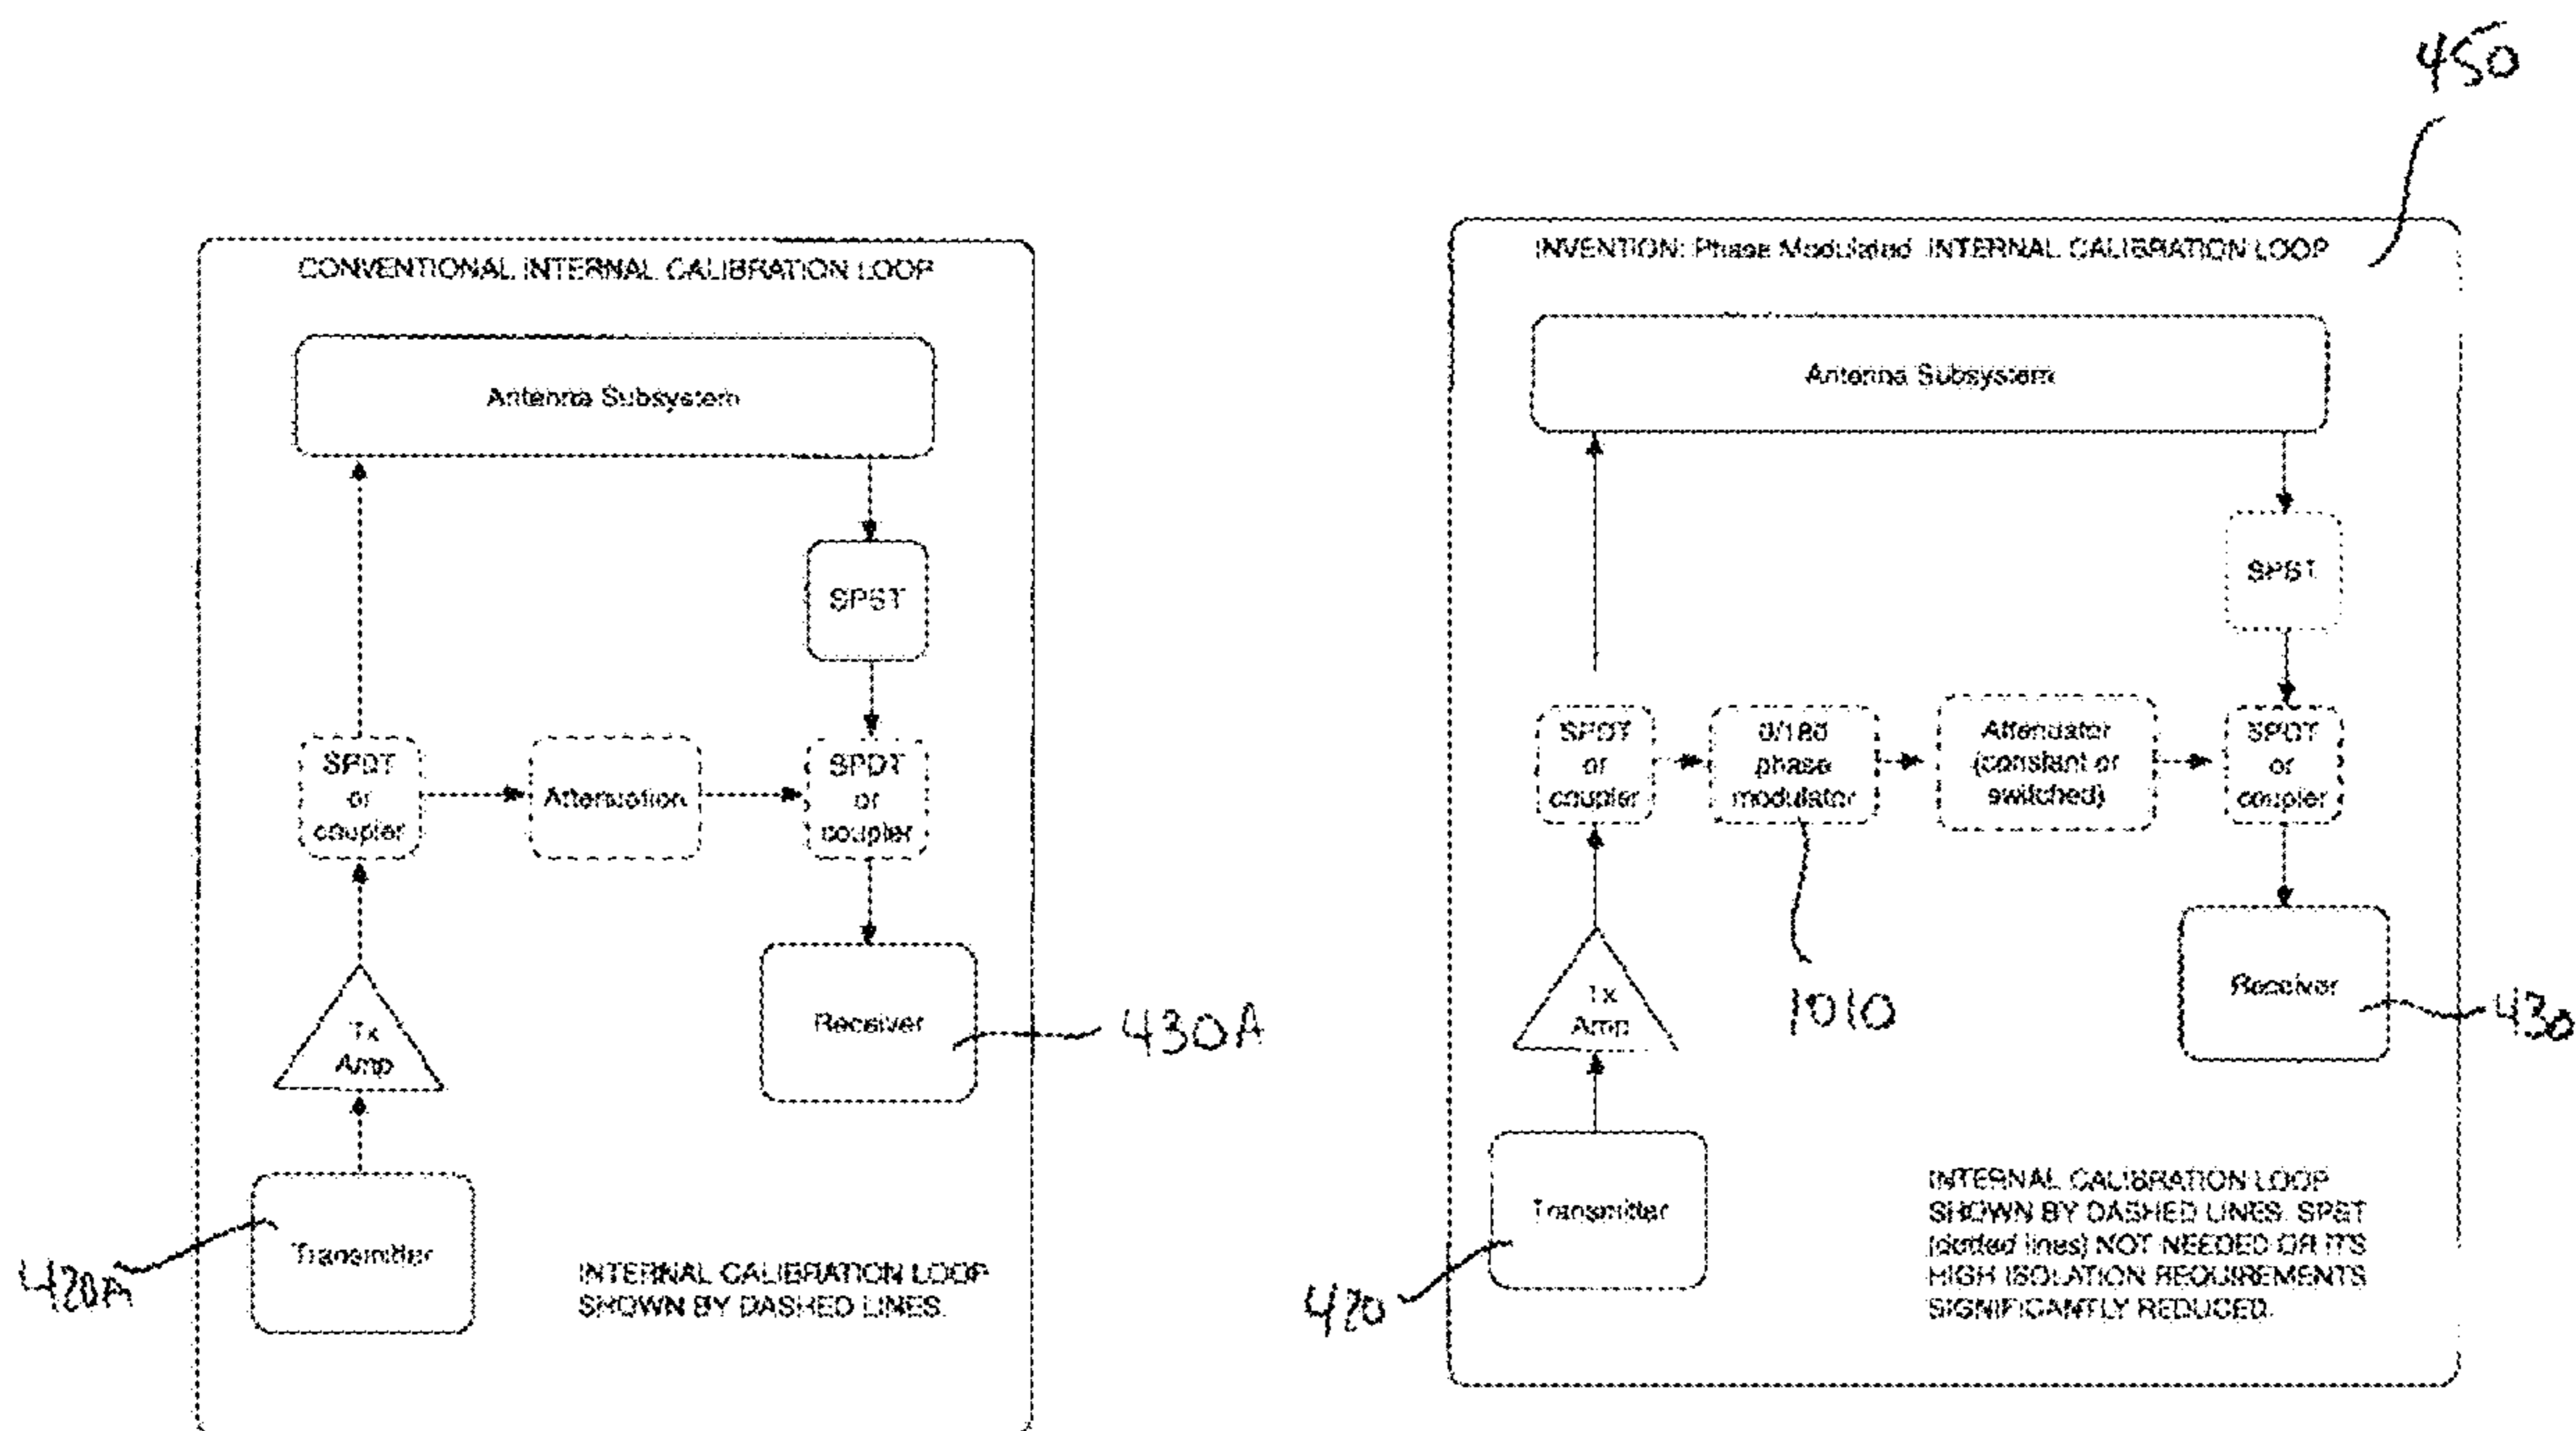 450
CONVENTIONAL INTERNAL CALIBRATION LOOP
Antenna Subsystem
SPST
SPDT
or
coupler
Attenuation
SPDT
or
coupler
Tx
Amp
Receiver
430A
Transmitter
420A
INTERNAL CALIBRATION LOOP
SHOWN BY DASHED LINES.
INVENTION: Phase Modulated INTERNAL CALIBRATION LOOP
Antenna Subsystem
SPST
SPDT
or
coupler
0/180
phase
modulator
Attenuator
(constant or
switched)
SPDT
or
coupler
1010
Tx
Amp
Receiver
430
Transmitter
420
INTERNAL CALIBRATION LOOP
SHOWN BY DASHED LINES. SPST
(dotted lines) NOT NEEDED OR IT'S
HIGH ISOLATION REQUIREMENTS
SIGNIFICANTLY REDUCED.